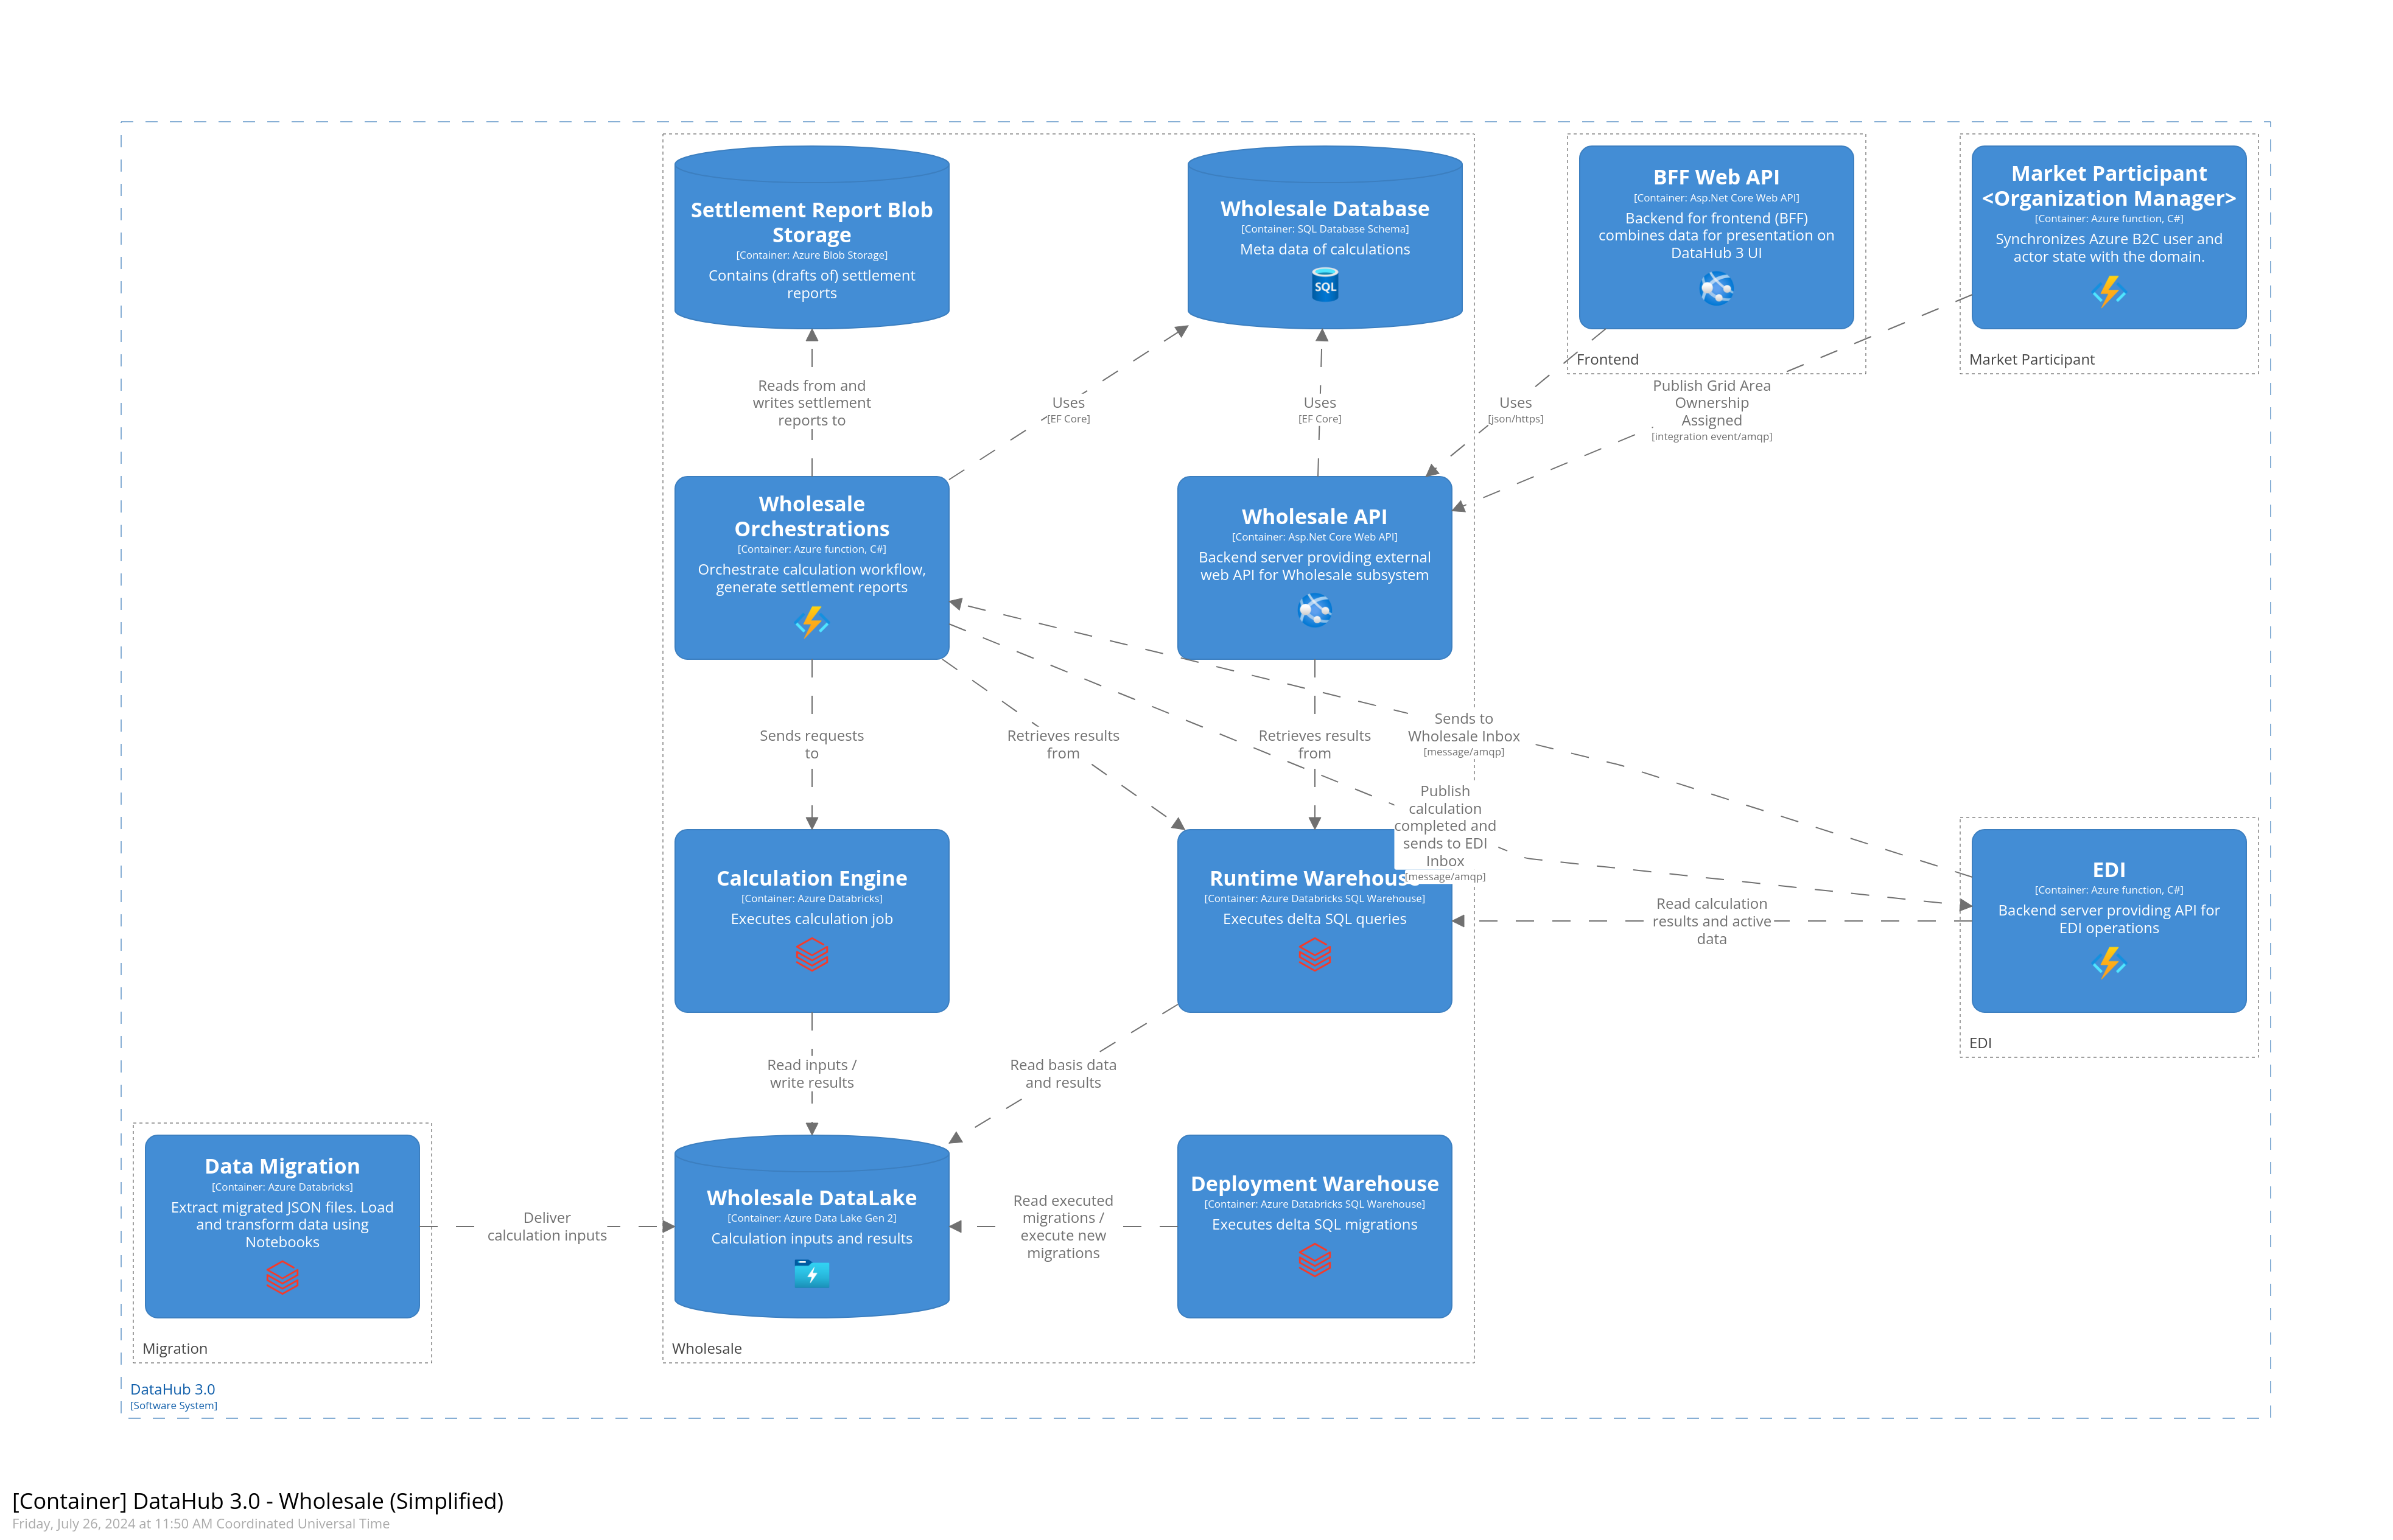 Settlement Report Blob
Storage
[Container: Azure Blob Storage]
Contains (drafts of) settlement
reports
Wholesale Database
[Container: SQL Database Schema]
Meta data of calculations
SQL
BFF Web API
[Container: Asp.Net Core Web API]
Backend for frontend (BFF)
combines data for presentation on
DataHub 3 UI
Frontend
Market Participant
<Organization Manager>
[Container: Azure function, C#]
Synchronizes Azure B2C user and
actor state with the domain.
Market Participant
Reads from and
writes settlement
reports to
Uses
[EF Core]
Uses
[EF Core]
Uses
[json/https]
Publish Grid Area
Ownership
Assigned
[integration event/amqp]
Wholesale
Orchestrations
[Container: Azure function, C#]
Orchestrate calculation workflow,
generate settlement reports
Wholesale API
[Container: Asp.Net Core Web API]
Backend server providing external
web API for Wholesale subsystem
Sends requests
to
Retrieves results
from
Retrieves results
from
Sends to
Wholesale Inbox
[message/amqp]
Publish
calculation
completed and
sends to EDI
Inbox
[message/amqp]
Calculation Engine
[Container: Azure Databricks]
Executes calculation job
Runtime Warehouse
[Container: Azure Databricks SQL Warehouse]
Executes delta SQL queries
Read calculation
results and active
data
EDI
[Container: Azure function, C#]
Backend server providing API for
EDI operations
EDI
Read inputs /
write results
Read basis data
and results
Data Migration
[Container: Azure Databricks]
Extract migrated JSON files. Load
and transform data using
Notebooks
Migration
Deliver
calculation inputs
Wholesale DataLake
[Container: Azure Data Lake Gen 2]
Calculation inputs and results
Read executed
migrations /
execute new
migrations
Deployment Warehouse
[Container: Azure Databricks SQL Warehouse]
Executes delta SQL migrations
Wholesale
DataHub 3.0
[Software System]
[Container] DataHub 3.0 - Wholesale (Simplified)
Friday, July 26, 2024 at 11:50 AM Coordinated Universal Time